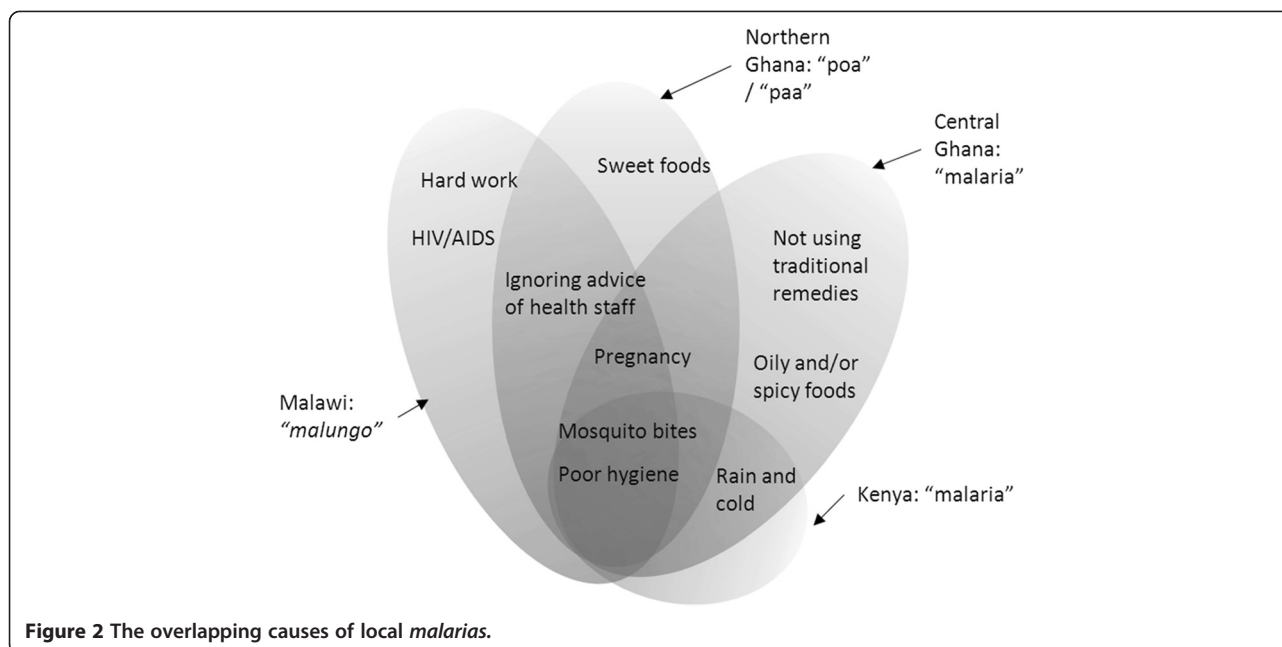 Northern
Ghana: “poa”
/ “paa”
Central
Ghana:
“malaria”
Sweet foods
Hard work
HIV/AIDS
Not using
traditional
remedies
Ignoring advice
of health staff
Pregnancy
Oily and/or
spicy foods
Malawi:
“malungo”
Mosquito bites
Poor hygiene
Rain and
cold
Kenya: “malaria”
Figure 2 The overlapping causes of local malarias.